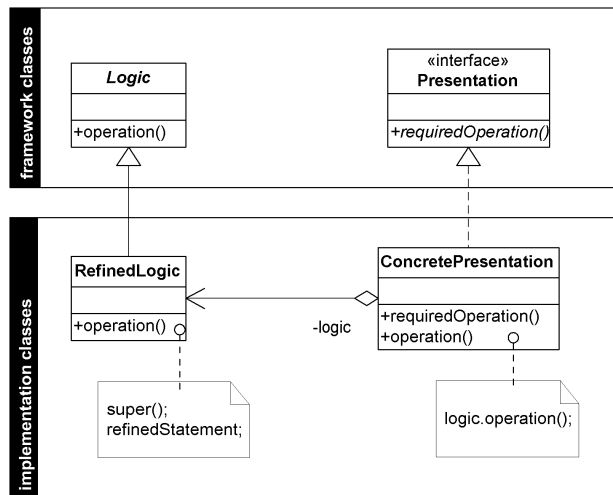 framework classes
Logic
+operation()
«interface»
Presentation
+requiredOperation()
implementation classes
RefinedLogic
+operation()
-logic
ConcretePresentation
+requiredOperation()
+operation()
super();
refinedStatement;
logic.operation();